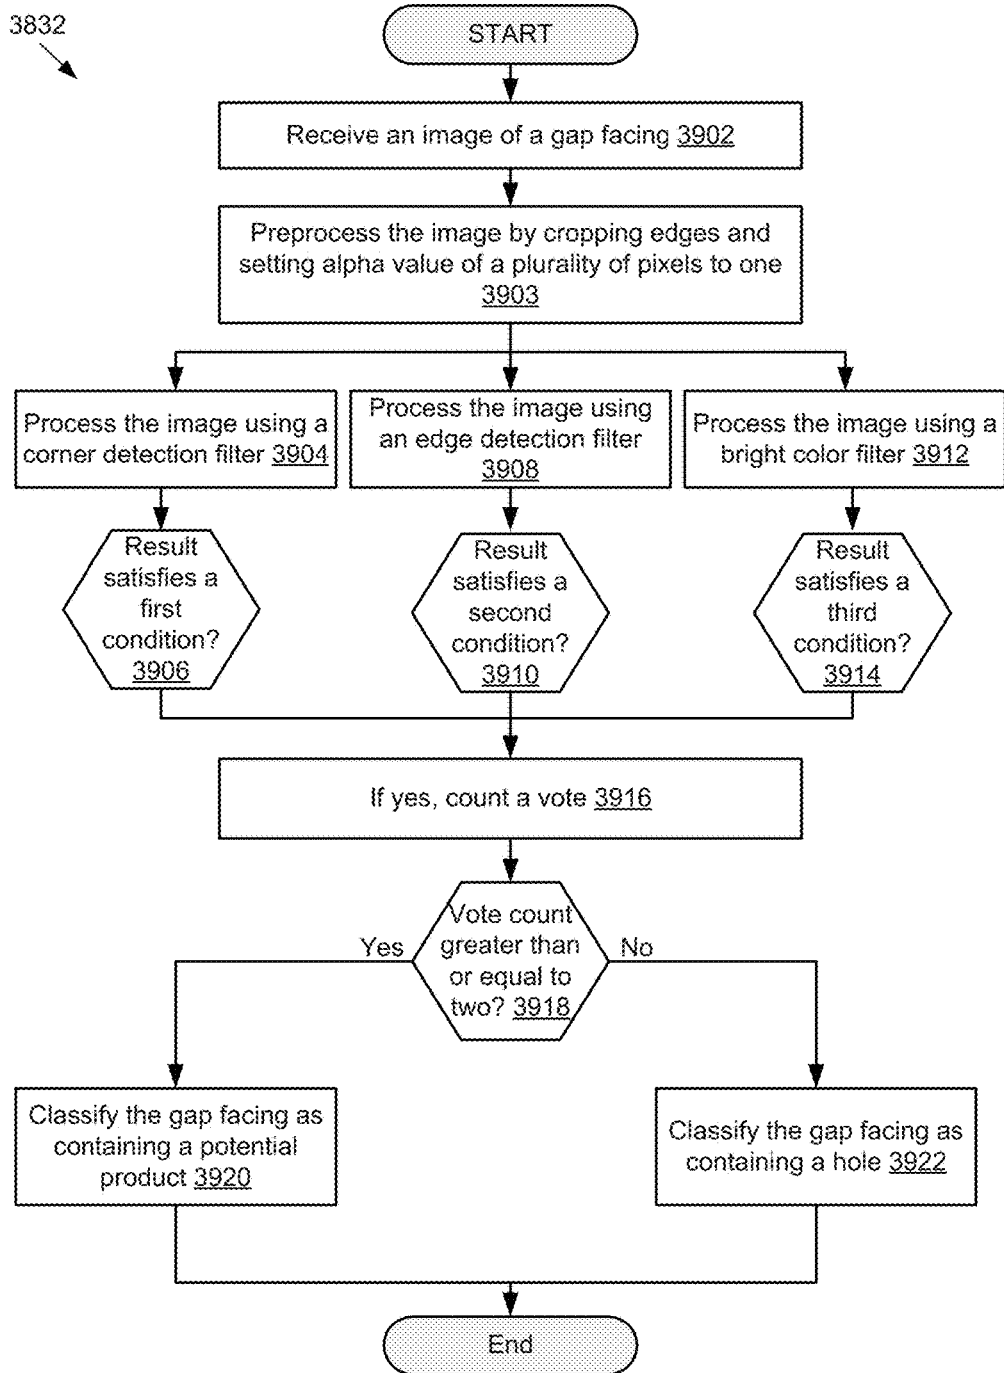 3832
START
Receive an image of a gap facing 3902
Preprocess the image by cropping edges and
setting alpha value of a plurality of pixels to one
3903
Process the image using a
corner detection filter 3904
Process the image using
an edge detection filter
3908
Process the image using a
bright color filter 3912
Result
satisfies a
first
condition?
3906
Result
satisfies a
second
condition?
3910
Result
satisfies a
third
condition?
3914
If yes, count a vote 3916
Vote count
greater than
or equal to
two? 3918
Yes
No
Classify the gap facing as
containing a potential
product 3920
Classify the gap facing as
containing a hole 3922
End